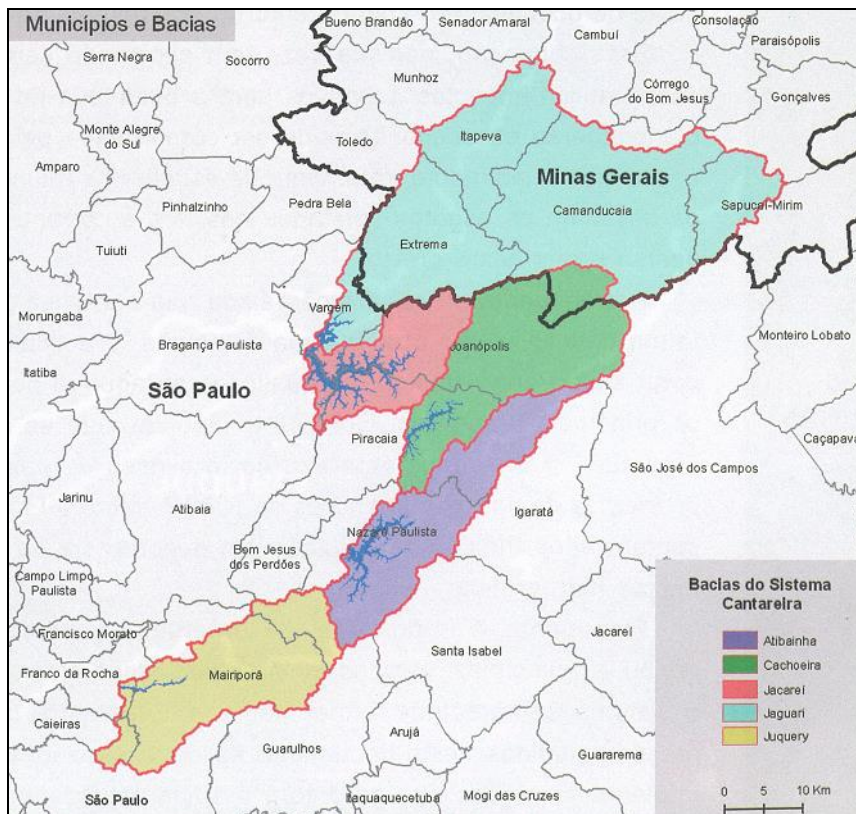 Municípios e Bacias
Bueno Brandão
Senador Amaral
Consolação
Cambuí
Paraisópolis
Serra Negra
Socorro
Munhoz
Córrego
do Bom Jesus
Gonçalves
Monte Alegre
do Sul
Toledo
Itapeva
Amparo
Minas Gerais
Pinhalzinho
Pedra Bela
Camanducaia
Sapucaí-Mirim
Tuiuti
Extrema
Vargem
Morungaba
Monteiro Lobato
Bragança Paulista
Joanópolis
Itatiba
São Paulo
Piracaia
Caçapava
São José dos Campos
Jarinu
Atibaia
Igaratá
Nazaré Paulista
Bom Jesus
dos Perdões
Campo Limpo
Paulista
Bacias do Sistema
Cantareira
Francisco Morato
Jacareí
Atibainha
Santa Isabel
Cachoeira
Franco da Rocha
Mairiporã
Jacareí
Jaguari
Caieiras
Arujá
Juquery
Guarulhos
Guararema
São Paulo
Itaquaquecetuba
Mogi das Cruzes
0 5 10 Km